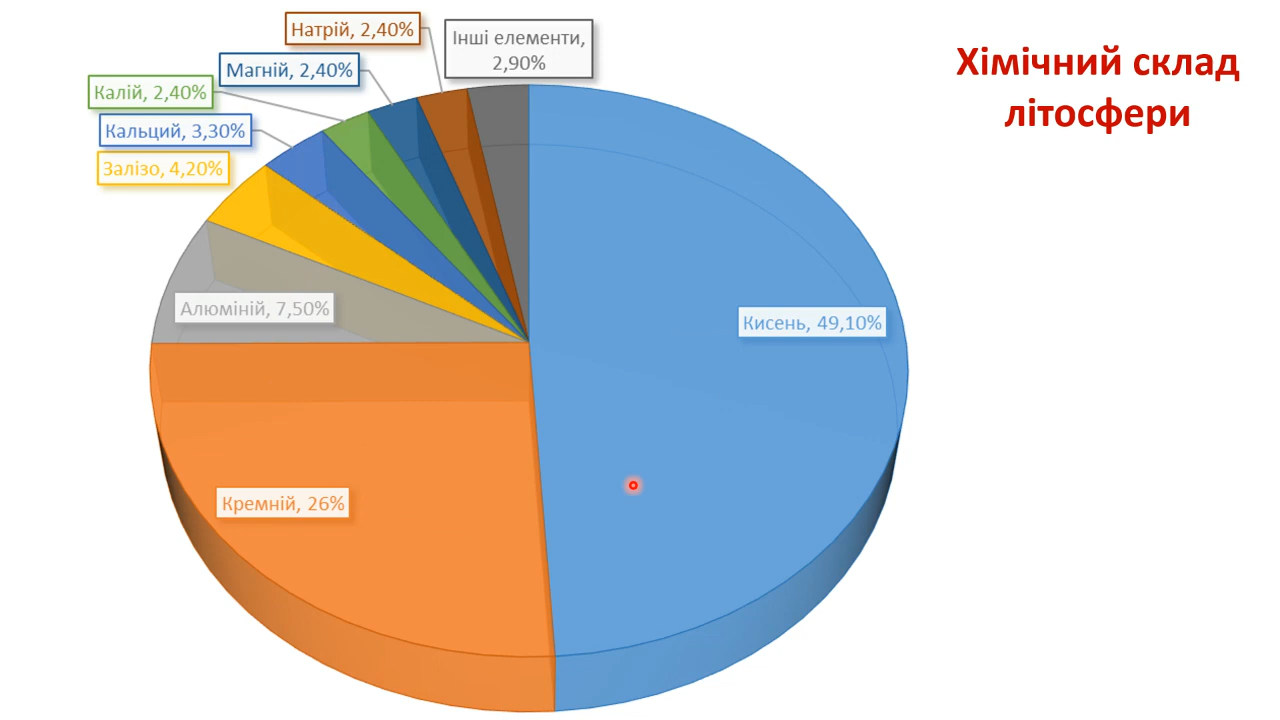 Хімічний склад
літосфери
Натрій, 2,40%
Інші елементи,
2,90%
Магній, 2,40%
Калій, 2,40%
Кальций, 3,30%
Залізо, 4,20%
Алюміній, 7,50%
Кисень, 49,10%
Кремній, 26%